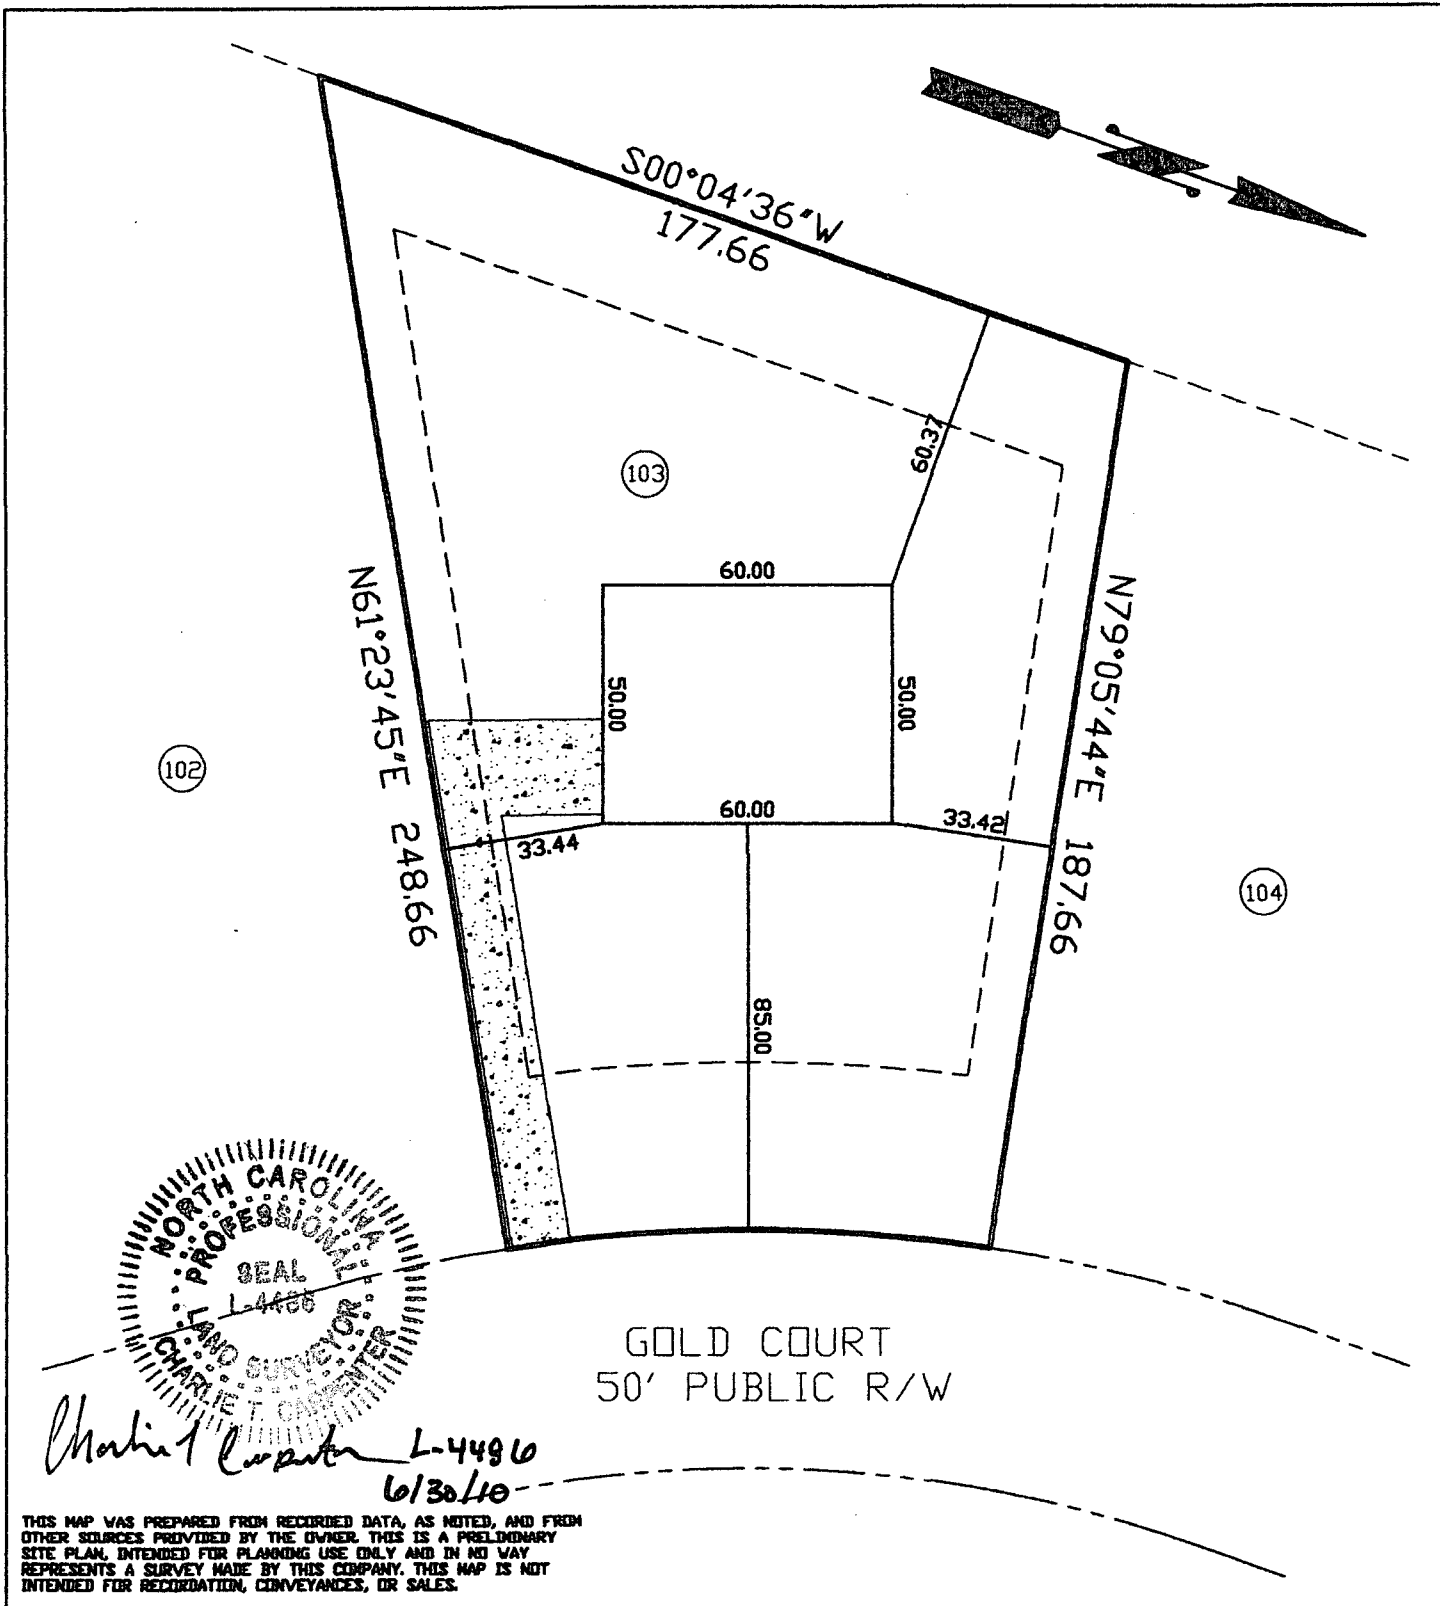 S00°04'36"W
177.66
60.37
103
60.00
N61°23'45"E 248.66
50.00
50.00
N79°05'44"E 187.66
102
60.00
33.44
33.42
104
85.00
NORTH CAROLINA
PROFESSIONAL
SEAL
L-4486
LAND SURVEYOR
CHARLIE T CARPENTER
GOLD COURT
50' PUBLIC R/W
Charlie T Carpenter L-4486
6/30/10
THIS MAP WAS PREPARED FROM RECORDED DATA, AS NOTED, AND FROM
OTHER SOURCES PROVIDED BY THE OWNER. THIS IS A PRELIMINARY
SITE PLAN, INTENDED FOR PLANNING USE ONLY AND IN NO WAY
REPRESENTS A SURVEY MADE BY THIS COMPANY. THIS MAP IS NOT
INTENDED FOR RECORDATION, CONVEYANCES, OR SALES.